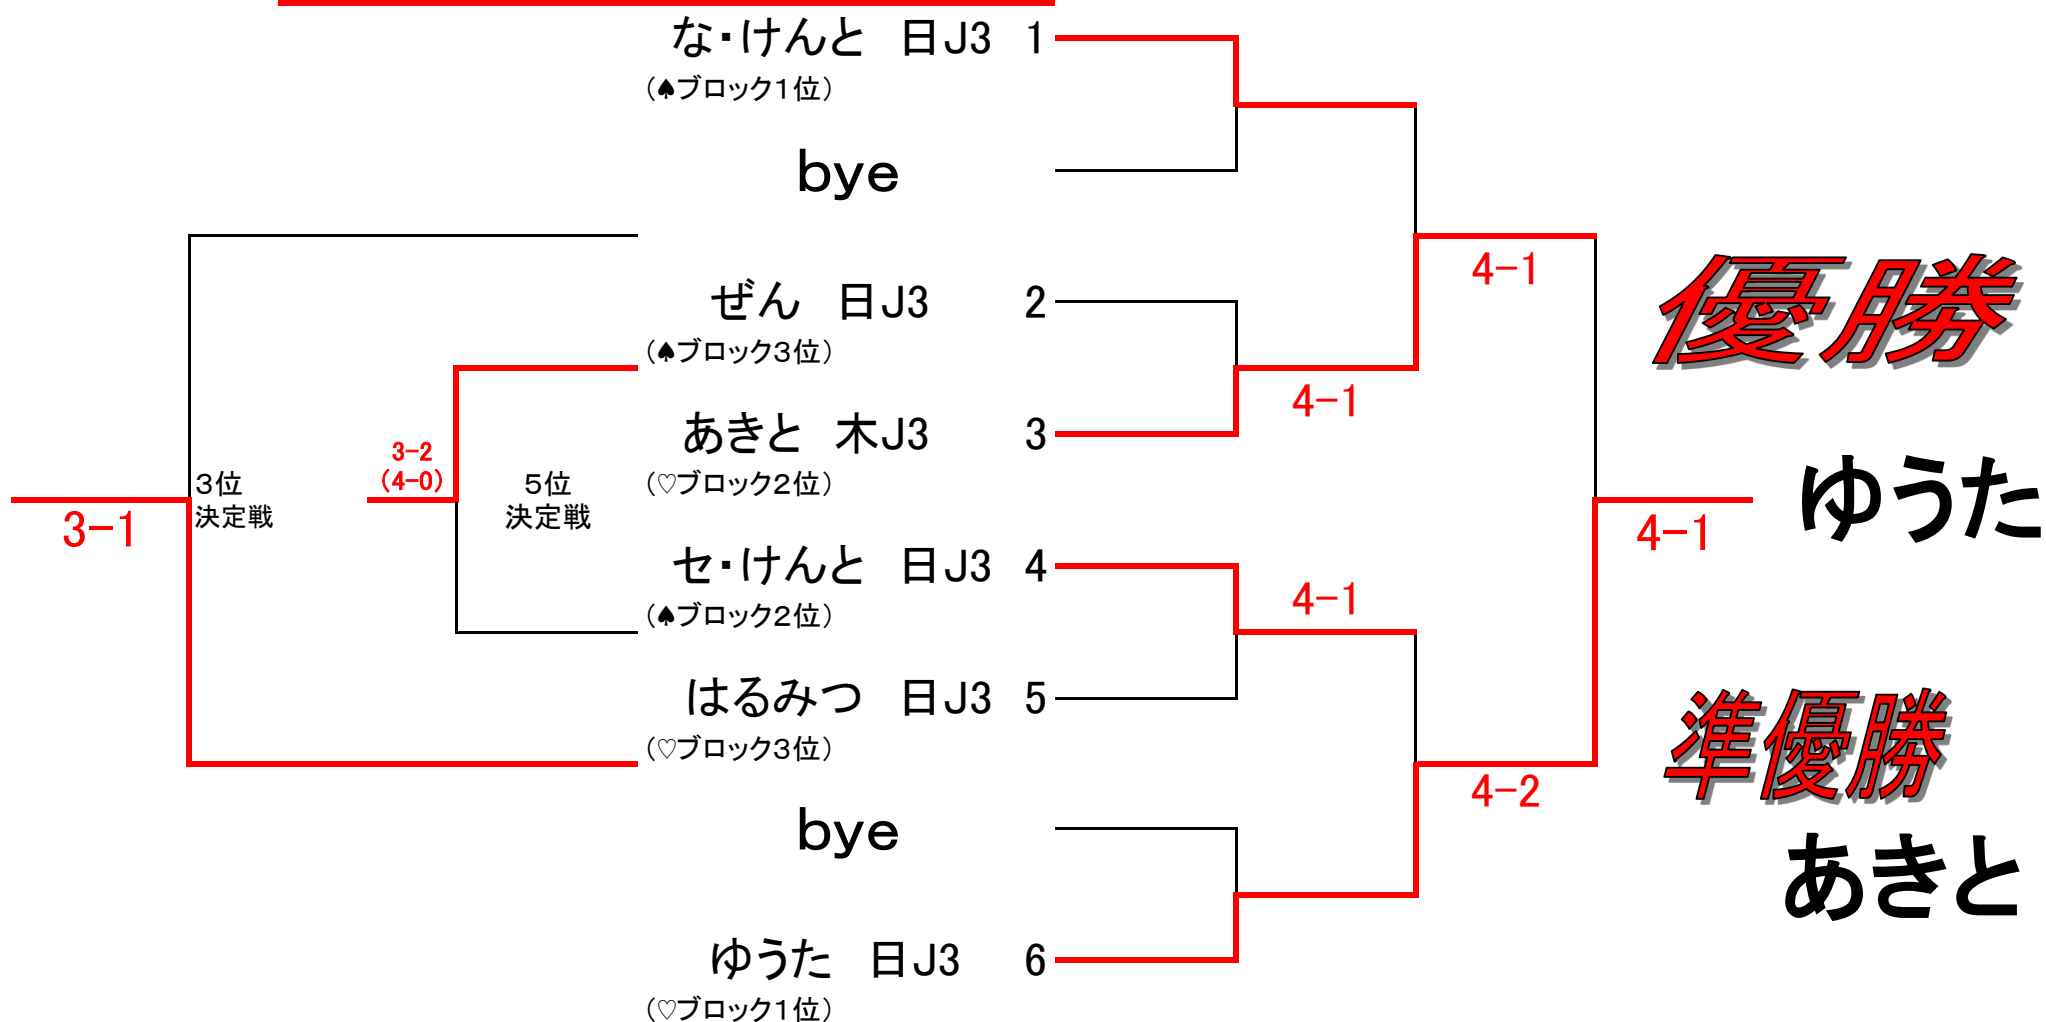 な・けんと　日J3　1
（♠ブロック１位）
bye
4-1
優勝
ぜん　日J3　2
（♠ブロック３位）
4-1
あきと　木J3　3
（♡ブロック２位）
3-2
（4-0）
３位
決定戦
５位
決定戦
3-1
ゆうた
4-1
セ・けんと　日J3　4
（♠ブロック２位）
4-1
はるみつ　日J3　5
（♡ブロック３位）
準優勝
4-2
bye
あきと
ゆうた　日J3　6
（♡ブロック１位）